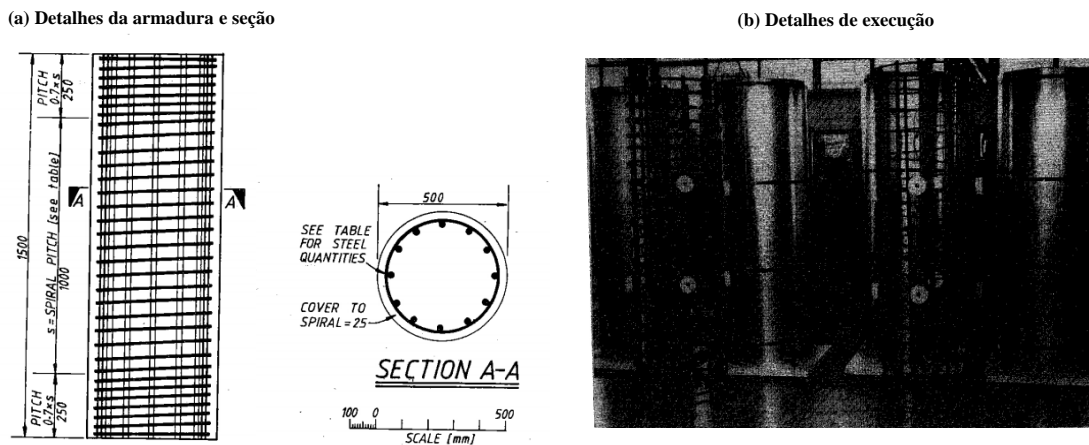 (a) Detalhes da armadura e seção
(b) Detalhes de execução
PITCH
0.7*s
250
1500
s=SPIRAL PITCH [see table]
1000
PITCH
0.7*s
250
A
A
500
SEE TABLE
FOR STEEL
QUANTITIES
COVER TO
SPIRAL=25
SECTION A-A
100 0 500
SCALE [mm]